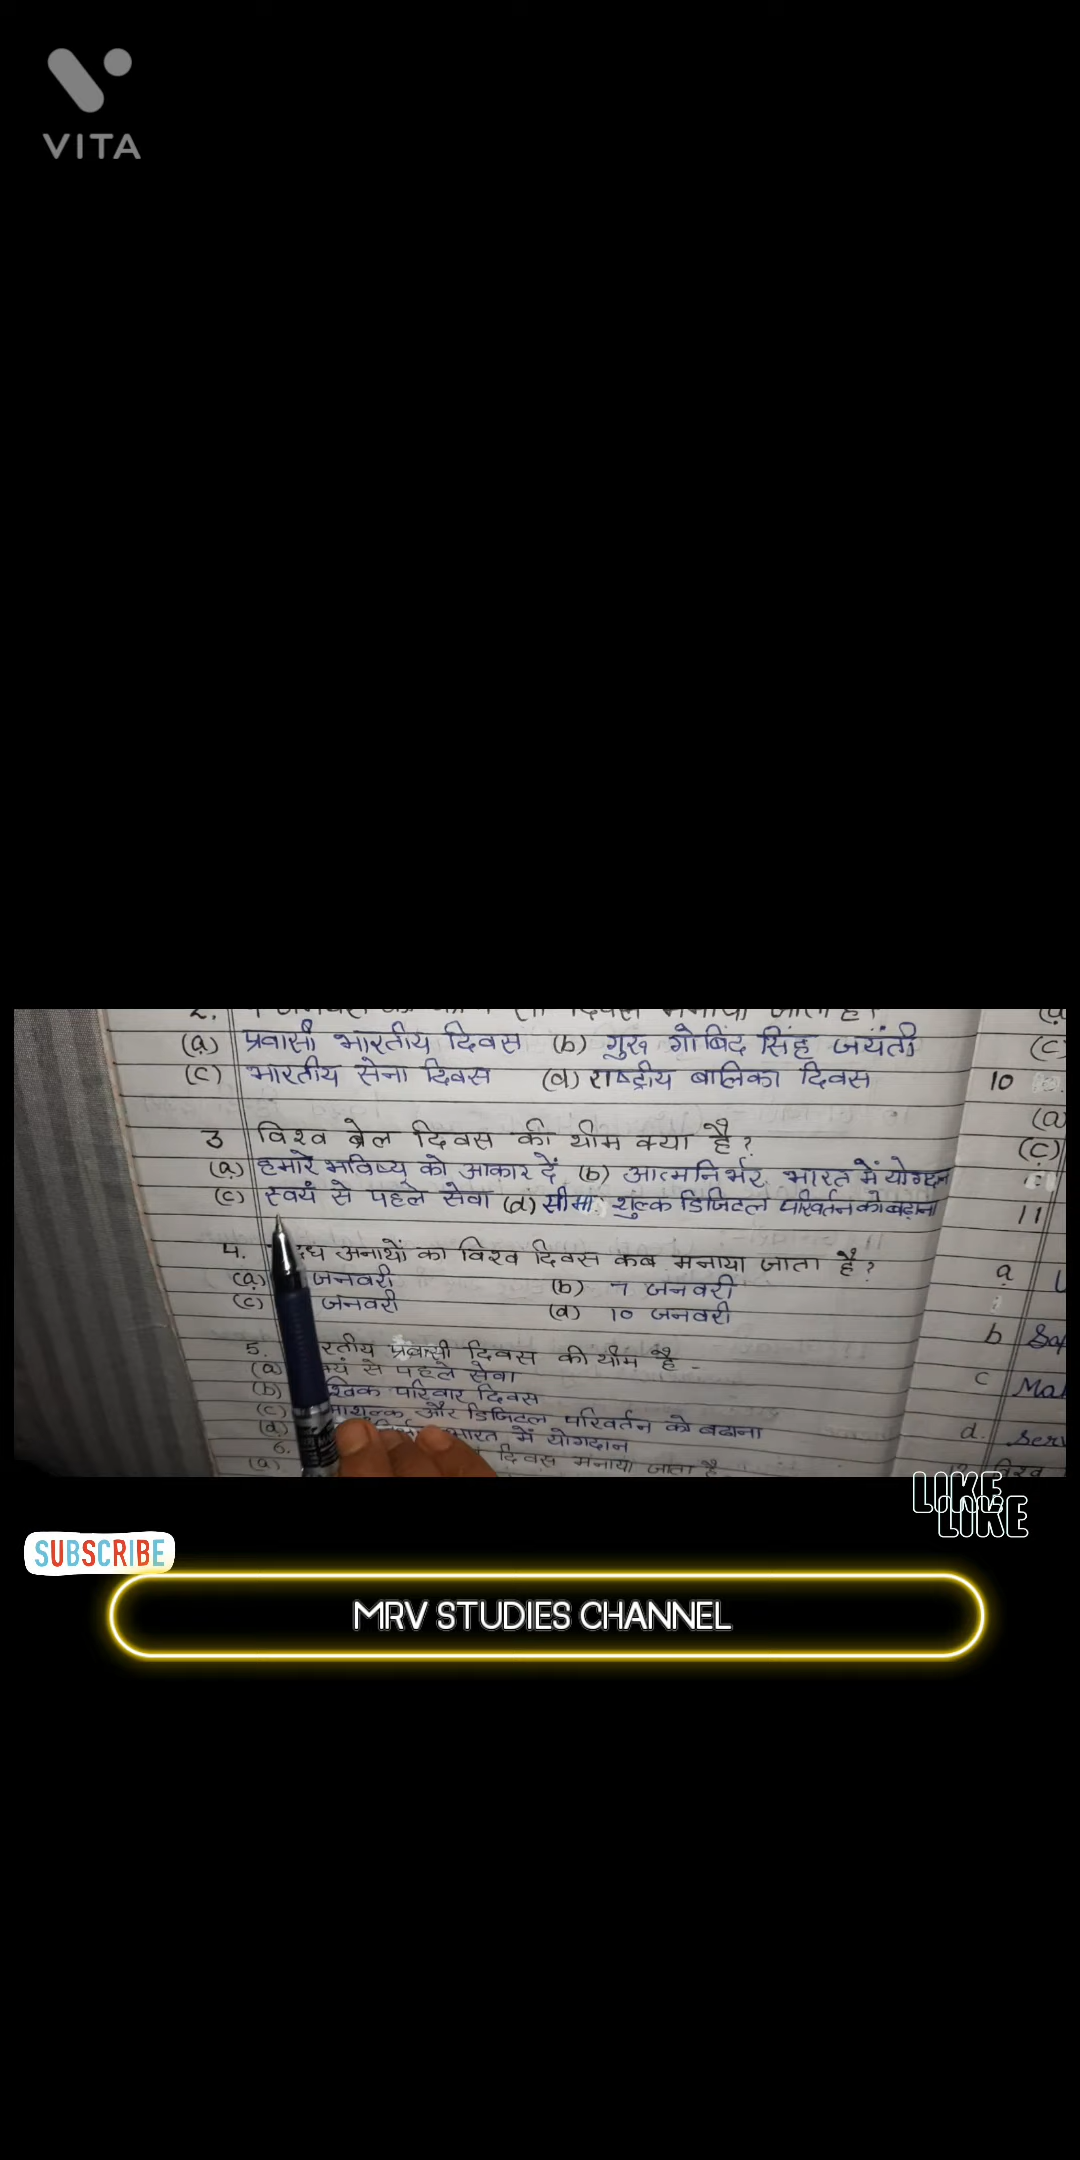 VITA
(a) प्रवासी भारतीय दिवस (b) गुरु गोबिंद सिंह जयंती
(c) भारतीय सेना दिवस (d) राष्ट्रीय बालिका दिवस
10
(a)
3 विश्व ब्रेल दिवस की थीम क्या है?
(c)
(a) हमारे भविष्य को आकार दें (b) आत्मनिर्भर भारत में योगदान
(c) स्वयं से पहले सेवा (d) सीमा शुल्क डिजिटल परिवर्तन को बढ़ाना
11
4. अनाथों का विश्व दिवस कब मनाया जाता है?
(a) जनवरी (b) 7 जनवरी
(c) जनवरी (d) 10 जनवरी
a
b
5. प्रवासी दिवस की थीम है -
(a) से पहले सेवा
c
(b) परिवार दिवस
(c) और डिजिटल परिवर्तन को बढाना
d.
(d) भारत में योगदान
6. दिवस मनाया जाता है
(a)
LIKE
LIKE
SUBSCRIBE
MRV STUDIES CHANNEL